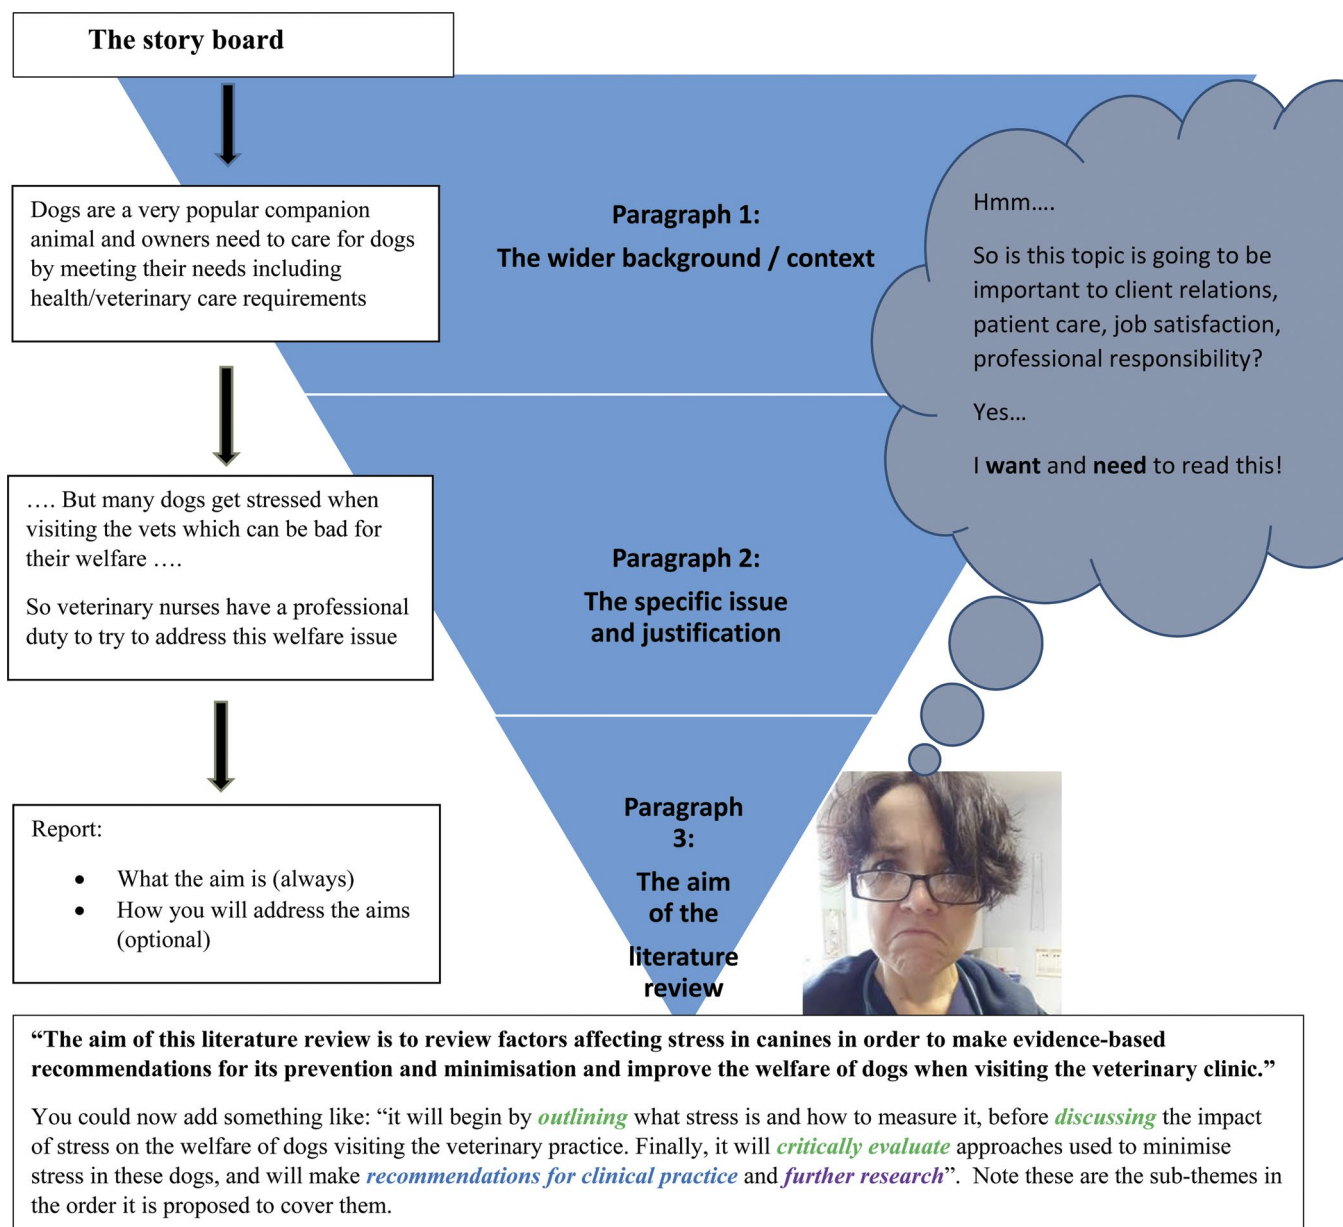 The story board
Dogs are a very popular companion
animal and owners need to care for dogs
by meeting their needs including
health/veterinary care requirements
Paragraph 1:
The wider background / context
Hmm....
So is this topic is going to be
important to client relations,
patient care, job satisfaction,
professional responsibility?
Yes...
I want and need to read this!
.... But many dogs get stressed when
visiting the vets which can be bad for
their welfare ....
So veterinary nurses have a professional
duty to try to address this welfare issue
Paragraph 2:
The specific issue
and justification
Report:
• What the aim is (always)
• How you will address the aims
(optional)
Paragraph
3:
The aim
of the
literature
review
“The aim of this literature review is to review factors affecting stress in canines in order to make evidence-based
recommendations for its prevention and minimisation and improve the welfare of dogs when visiting the veterinary clinic.”
You could now add something like: “it will begin by outlining what stress is and how to measure it, before discussing the impact
of stress on the welfare of dogs visiting the veterinary practice. Finally, it will critically evaluate approaches used to minimise
stress in these dogs, and will make recommendations for clinical practice and further research”.  Note these are the sub-themes in
the order it is proposed to cover them.